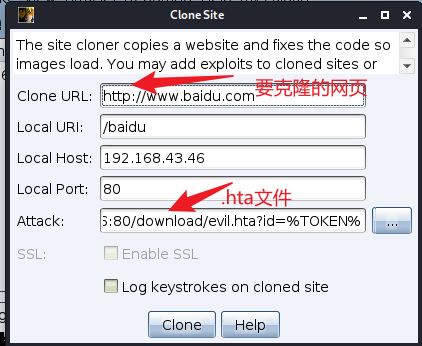 Clone Site
The site cloner copies a website and fixes the code so
images load. You may add exploits to cloned sites or
Clone URL: http://www.baidu.com 要克隆的网页
Local URI: /baidu
Local Host: 192.168.43.46
Local Port: 80
.hta文件
Attack: :80/download/evil.hta?id=%TOKEN% ...
SSL: Enable SSL
Log keystrokes on cloned site
Clone Help